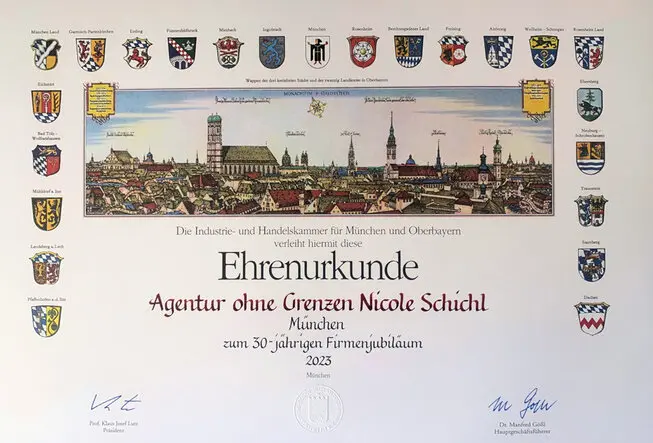 München Land
Garmisch-Partenkirchen
Erding
Fürstenfeldbruck
Miesbach
Ingolstadt
München
Rosenheim
Berchtesgadener Land
Freising
Altötting
Weilheim - Schongau
Rosenheim Land
Wappen der drei kreisfreien Städte und der zwanzig Landkreise in Oberbayern
Eichstätt
Ebersberg
Bad Tölz -
Wolfratshausen
Neuburg -
Schrobenhausen
Mühldorf a. Inn
Traunstein
Landsberg a. Lech
Starnberg
Pfaffenhofen a. d. Ilm
Dachau
Die Industrie- und Handelskammer für München und Oberbayern
verleiht hiermit diese
Ehrenurkunde
Agentur ohne Grenzen Nicole Schichl
München
zum 30-jährigen Firmenjubiläum
2023
München
Prof. Klaus Josef Lutz
Präsident
Dr. Manfred Gößl
Hauptgeschäftsführer